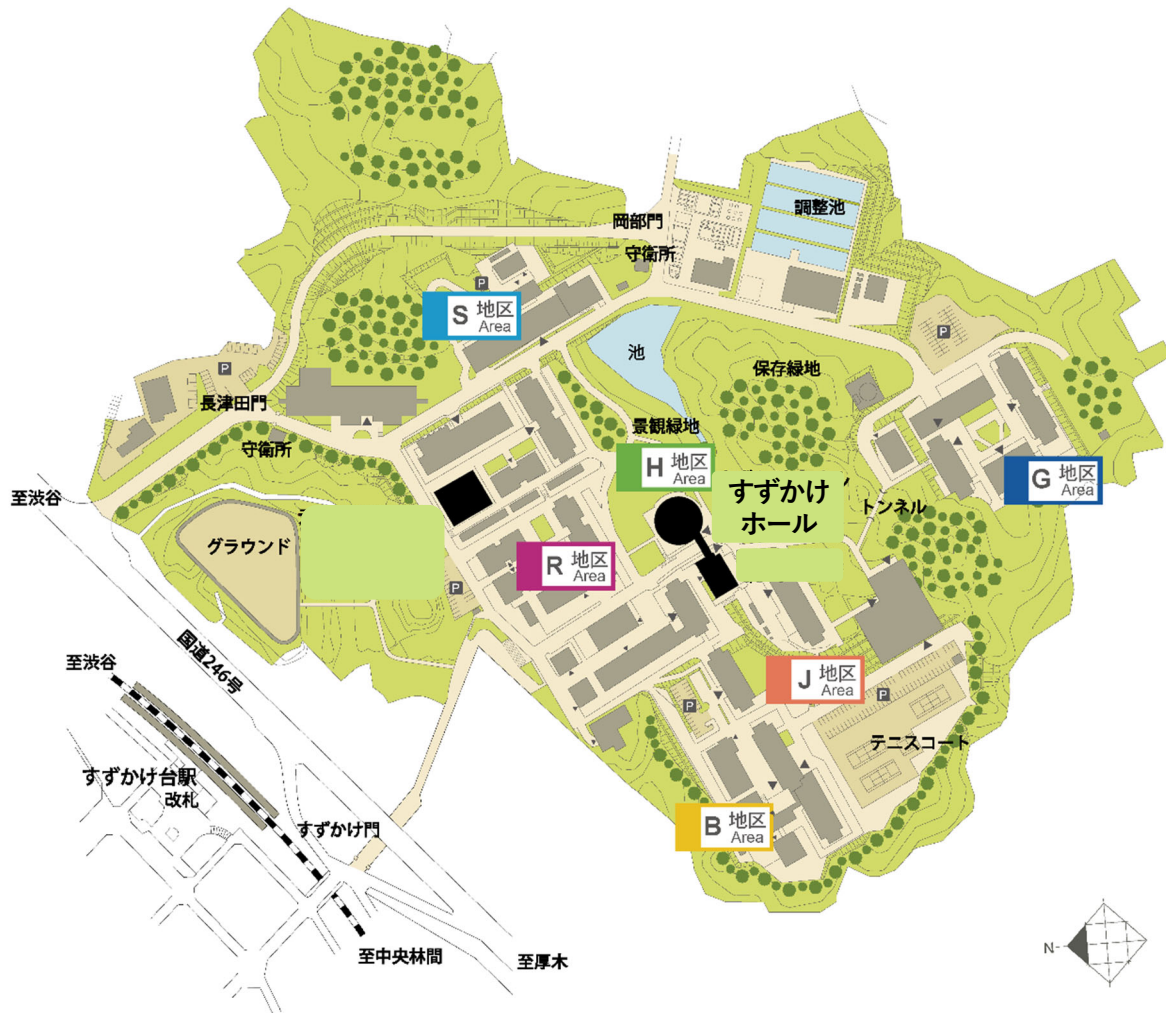 岡部門
守衛所
調整池
P
S 地区
Area
P
池
保存緑地
P
長津田門
守衛所
景観緑地
H 地区
Area
すずかけ
ホール
G 地区
Area
トンネル
至渋谷
グラウンド
R 地区
Area
P
国道246号
至渋谷
J 地区
Area
P
P
テニスコート
すずかけ台駅
改札
すずかけ門
B 地区
Area
至中央林間
至厚木
N